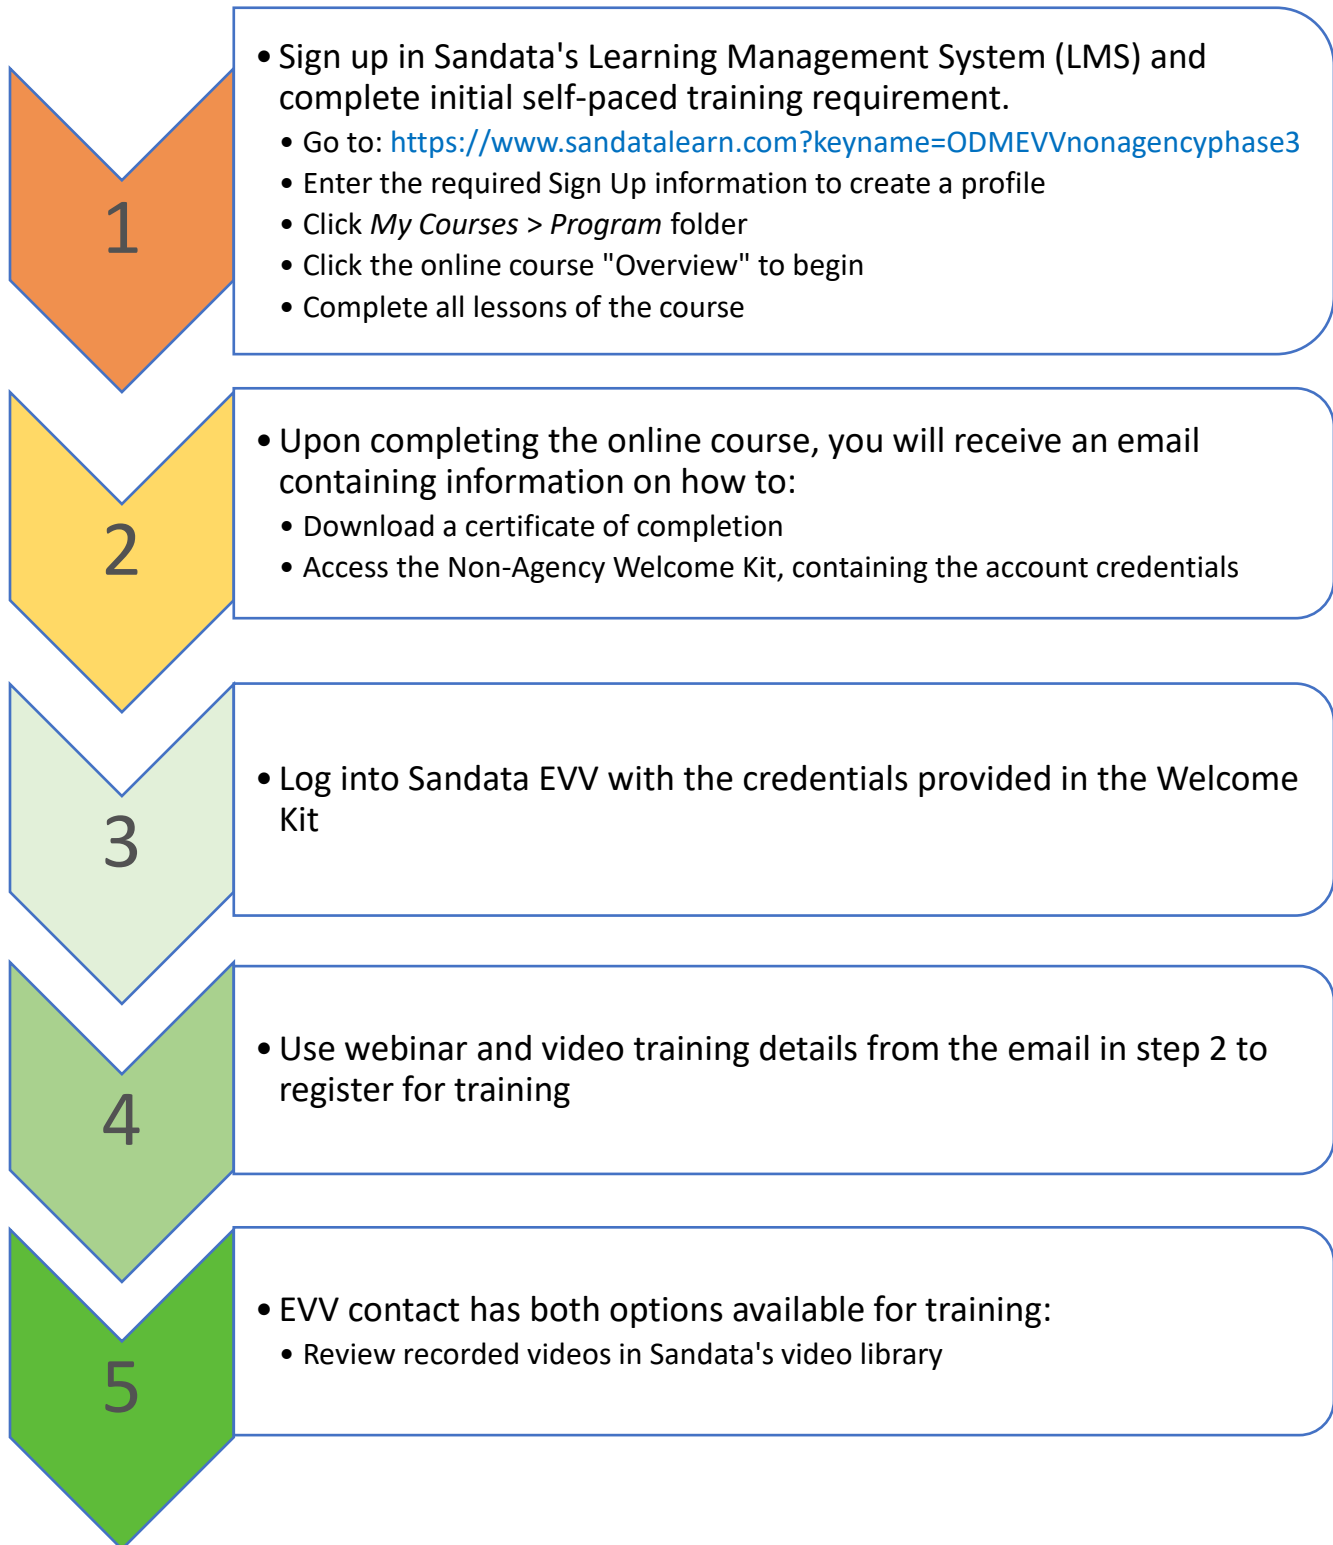 1
• Sign up in Sandata's Learning Management System (LMS) and
complete initial self-paced training requirement.
• Go to: https://www.sandatalearn.com?keyname=ODMEVVnonagencyphase3
• Enter the required Sign Up information to create a profile
• Click My Courses > Program folder
• Click the online course "Overview" to begin
• Complete all lessons of the course
2
• Upon completing the online course, you will receive an email
containing information on how to:
• Download a certificate of completion
• Access the Non-Agency Welcome Kit, containing the account credentials
3
• Log into Sandata EVV with the credentials provided in the Welcome
Kit
4
• Use webinar and video training details from the email in step 2 to
register for training
5
• EVV contact has both options available for training:
• Review recorded videos in Sandata's video library